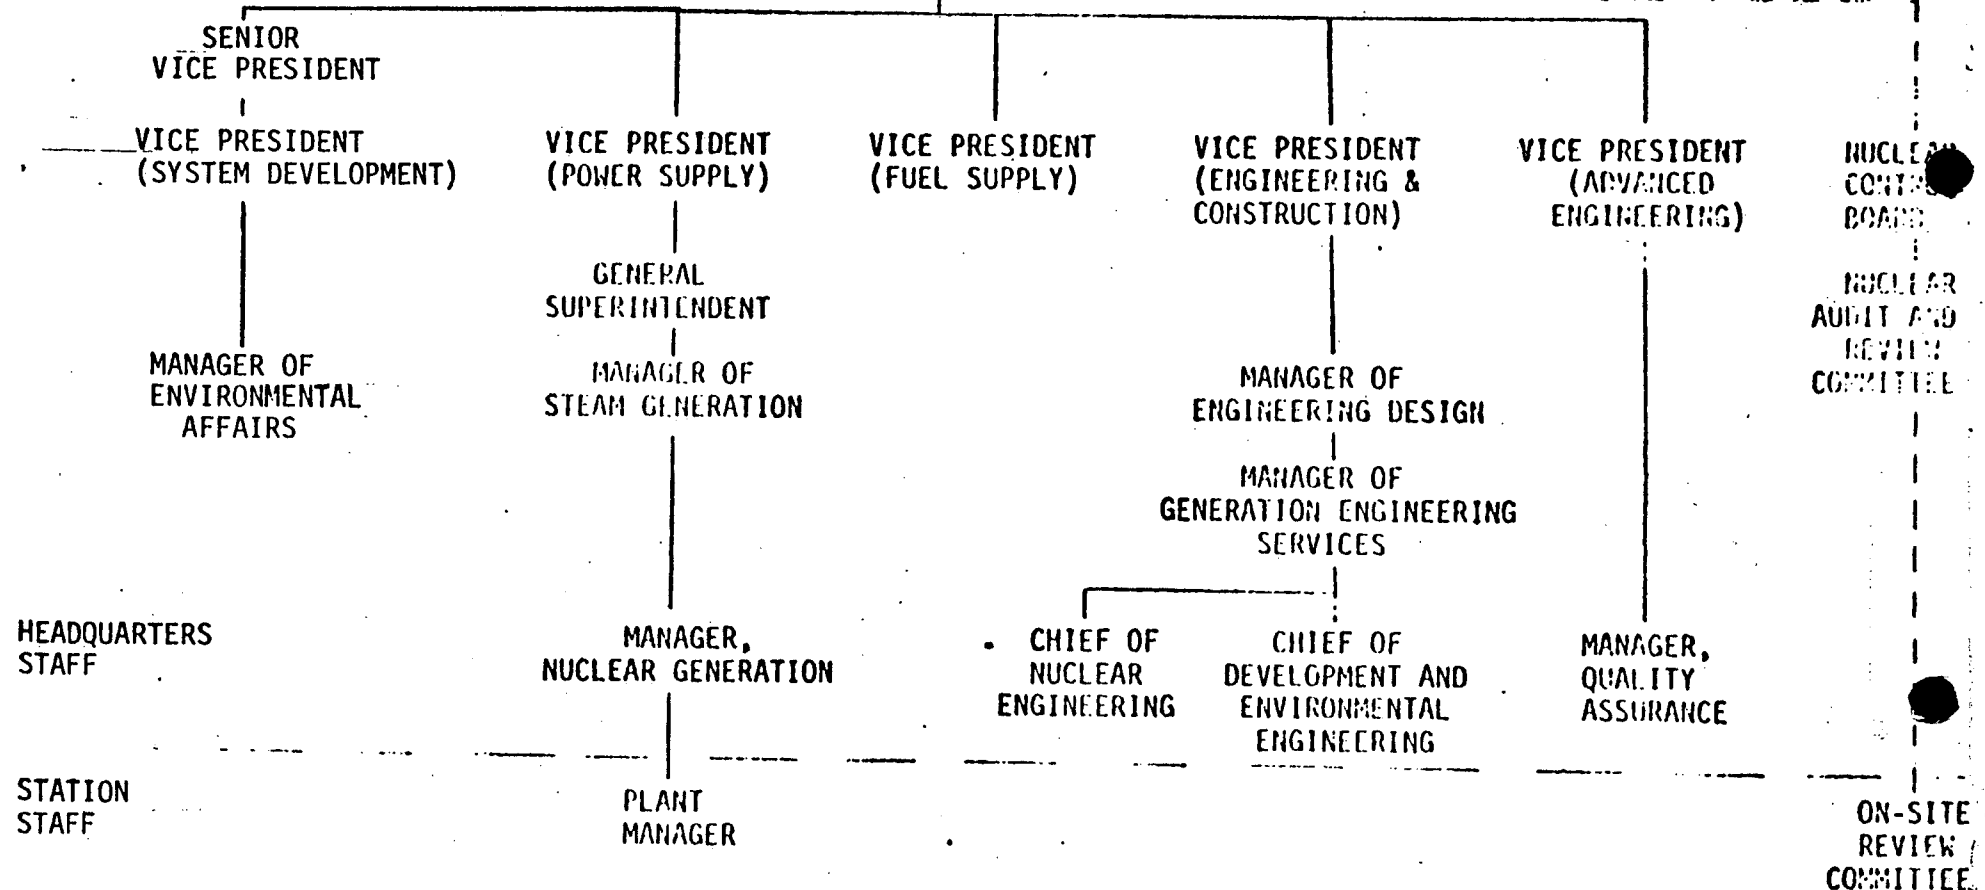 SENIOR
VICE PRESIDENT
VICE PRESIDENT
(SYSTEM DEVELOPMENT)
VICE PRESIDENT
(POWER SUPPLY)
VICE PRESIDENT
(FUEL SUPPLY)
VICE PRESIDENT
(ENGINEERING &
CONSTRUCTION)
VICE PRESIDENT
(ADVANCED
ENGINEERING)
NUCLEAR
BOARD
GENERAL
SUPERINTENDENT
NUCLEAR
AUDIT AND
REVIEW
COMMITTEE
MANAGER OF
ENVIRONMENTAL
AFFAIRS
MANAGER OF
STEAM GENERATION
MANAGER OF
ENGINEERING DESIGN
MANAGER OF
GENERATION ENGINEERING
SERVICES
HEADQUARTERS
STAFF
MANAGER,
NUCLEAR GENERATION
CHIEF OF
NUCLEAR
ENGINEERING
CHIEF OF
DEVELOPMENT AND
ENVIRONMENTAL
ENGINEERING
MANAGER,
QUALITY
ASSURANCE
STATION
STAFF
PLANT
MANAGER
ON-SITE
REVIEW
COMMITTEE